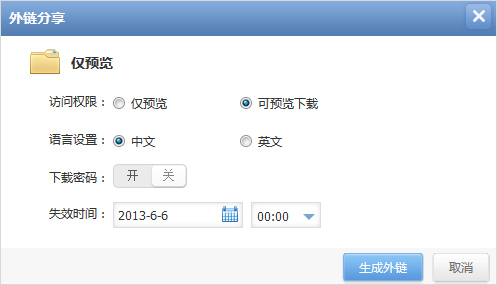 外链分享
仅预览
访问权限： 仅预览 可预览下载
语言设置： 中文 英文
下载密码： 开 关
失效时间： 2013-6-6 00:00
生成外链 取消